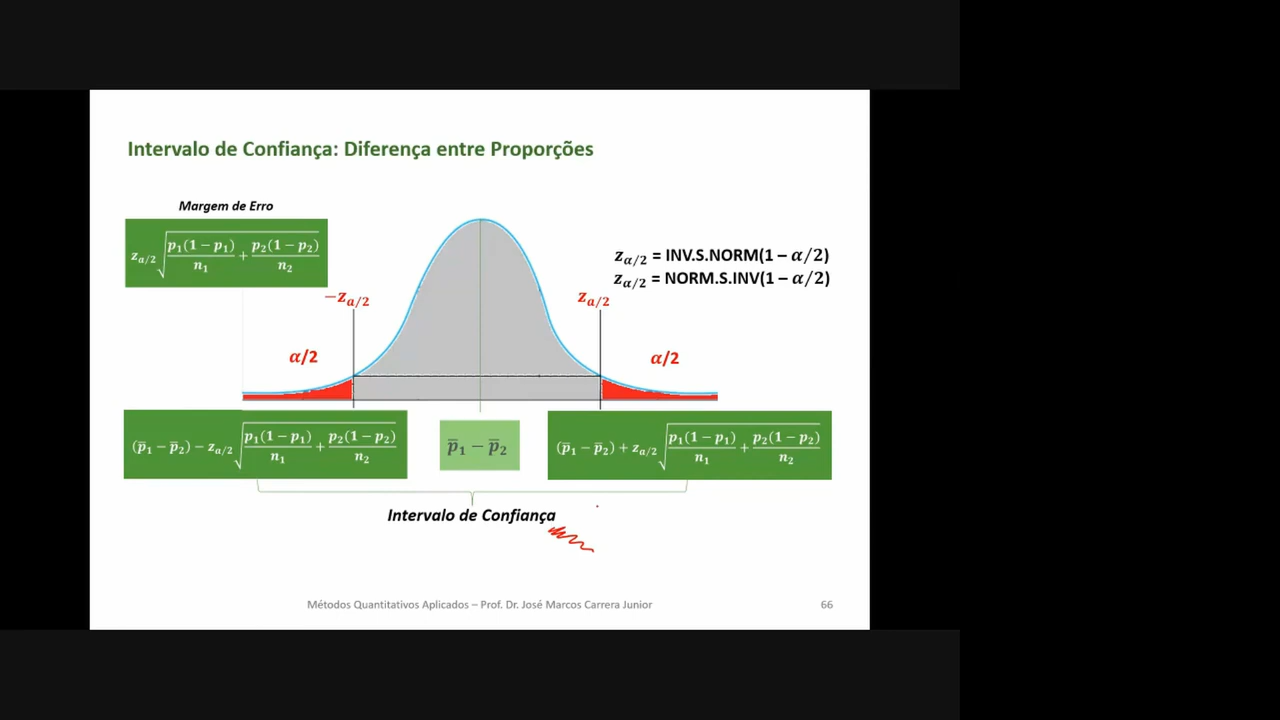 Intervalo de Confiança: Diferença entre Proporções
Margem de Erro
z_{a/2} √(p₁(1 − p₁)/n₁ + p₂(1 − p₂)/n₂)
z_{α/2} = INV.S.NORM(1 – α/2)
z_{α/2} = NORM.S.INV(1 – α/2)
−z_{a/2}
z_{a/2}
α/2
α/2
(p̅₁ − p̅₂) − z_{a/2} √(p₁(1 − p₁)/n₁ + p₂(1 − p₂)/n₂)
p̅₁ − p̅₂
(p̅₁ − p̅₂) + z_{a/2} √(p₁(1 − p₁)/n₁ + p₂(1 − p₂)/n₂)
Intervalo de Confiança
Métodos Quantitativos Aplicados – Prof. Dr. José Marcos Carrera Junior
66